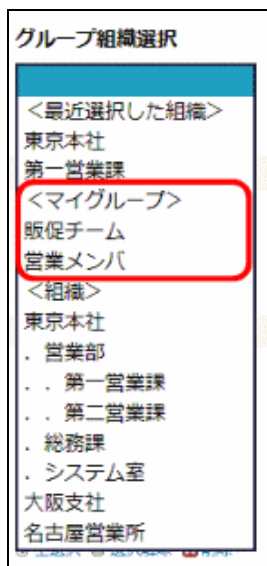 グループ組織選択
＜最近選択した組織＞
東京本社
第一営業課
＜マイグループ＞
販促チーム
営業メンバ
＜組織＞
東京本社
．営業部
．．第一営業課
．．第二営業課
．総務課
．システム室
大阪支社
名古屋営業所